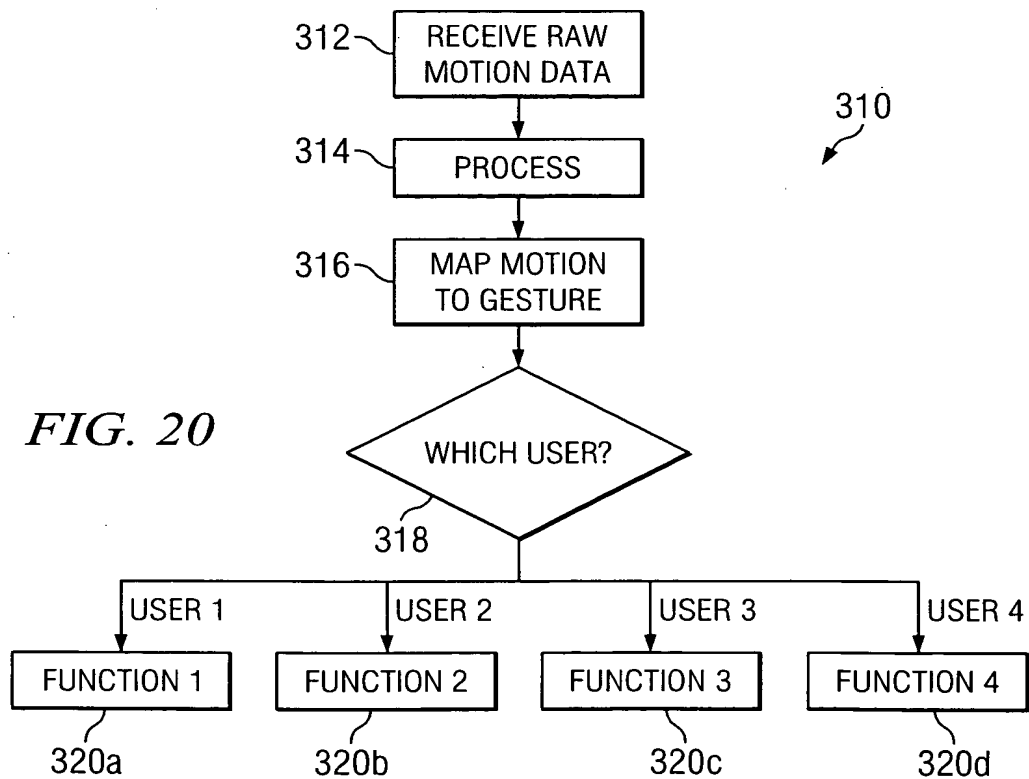 312
RECEIVE RAW
MOTION DATA
310
314
PROCESS
316
MAP MOTION
TO GESTURE
FIG. 20
WHICH USER?
318
USER 1
USER 2
USER 3
USER 4
FUNCTION 1
FUNCTION 2
FUNCTION 3
FUNCTION 4
320a
320b
320c
320d